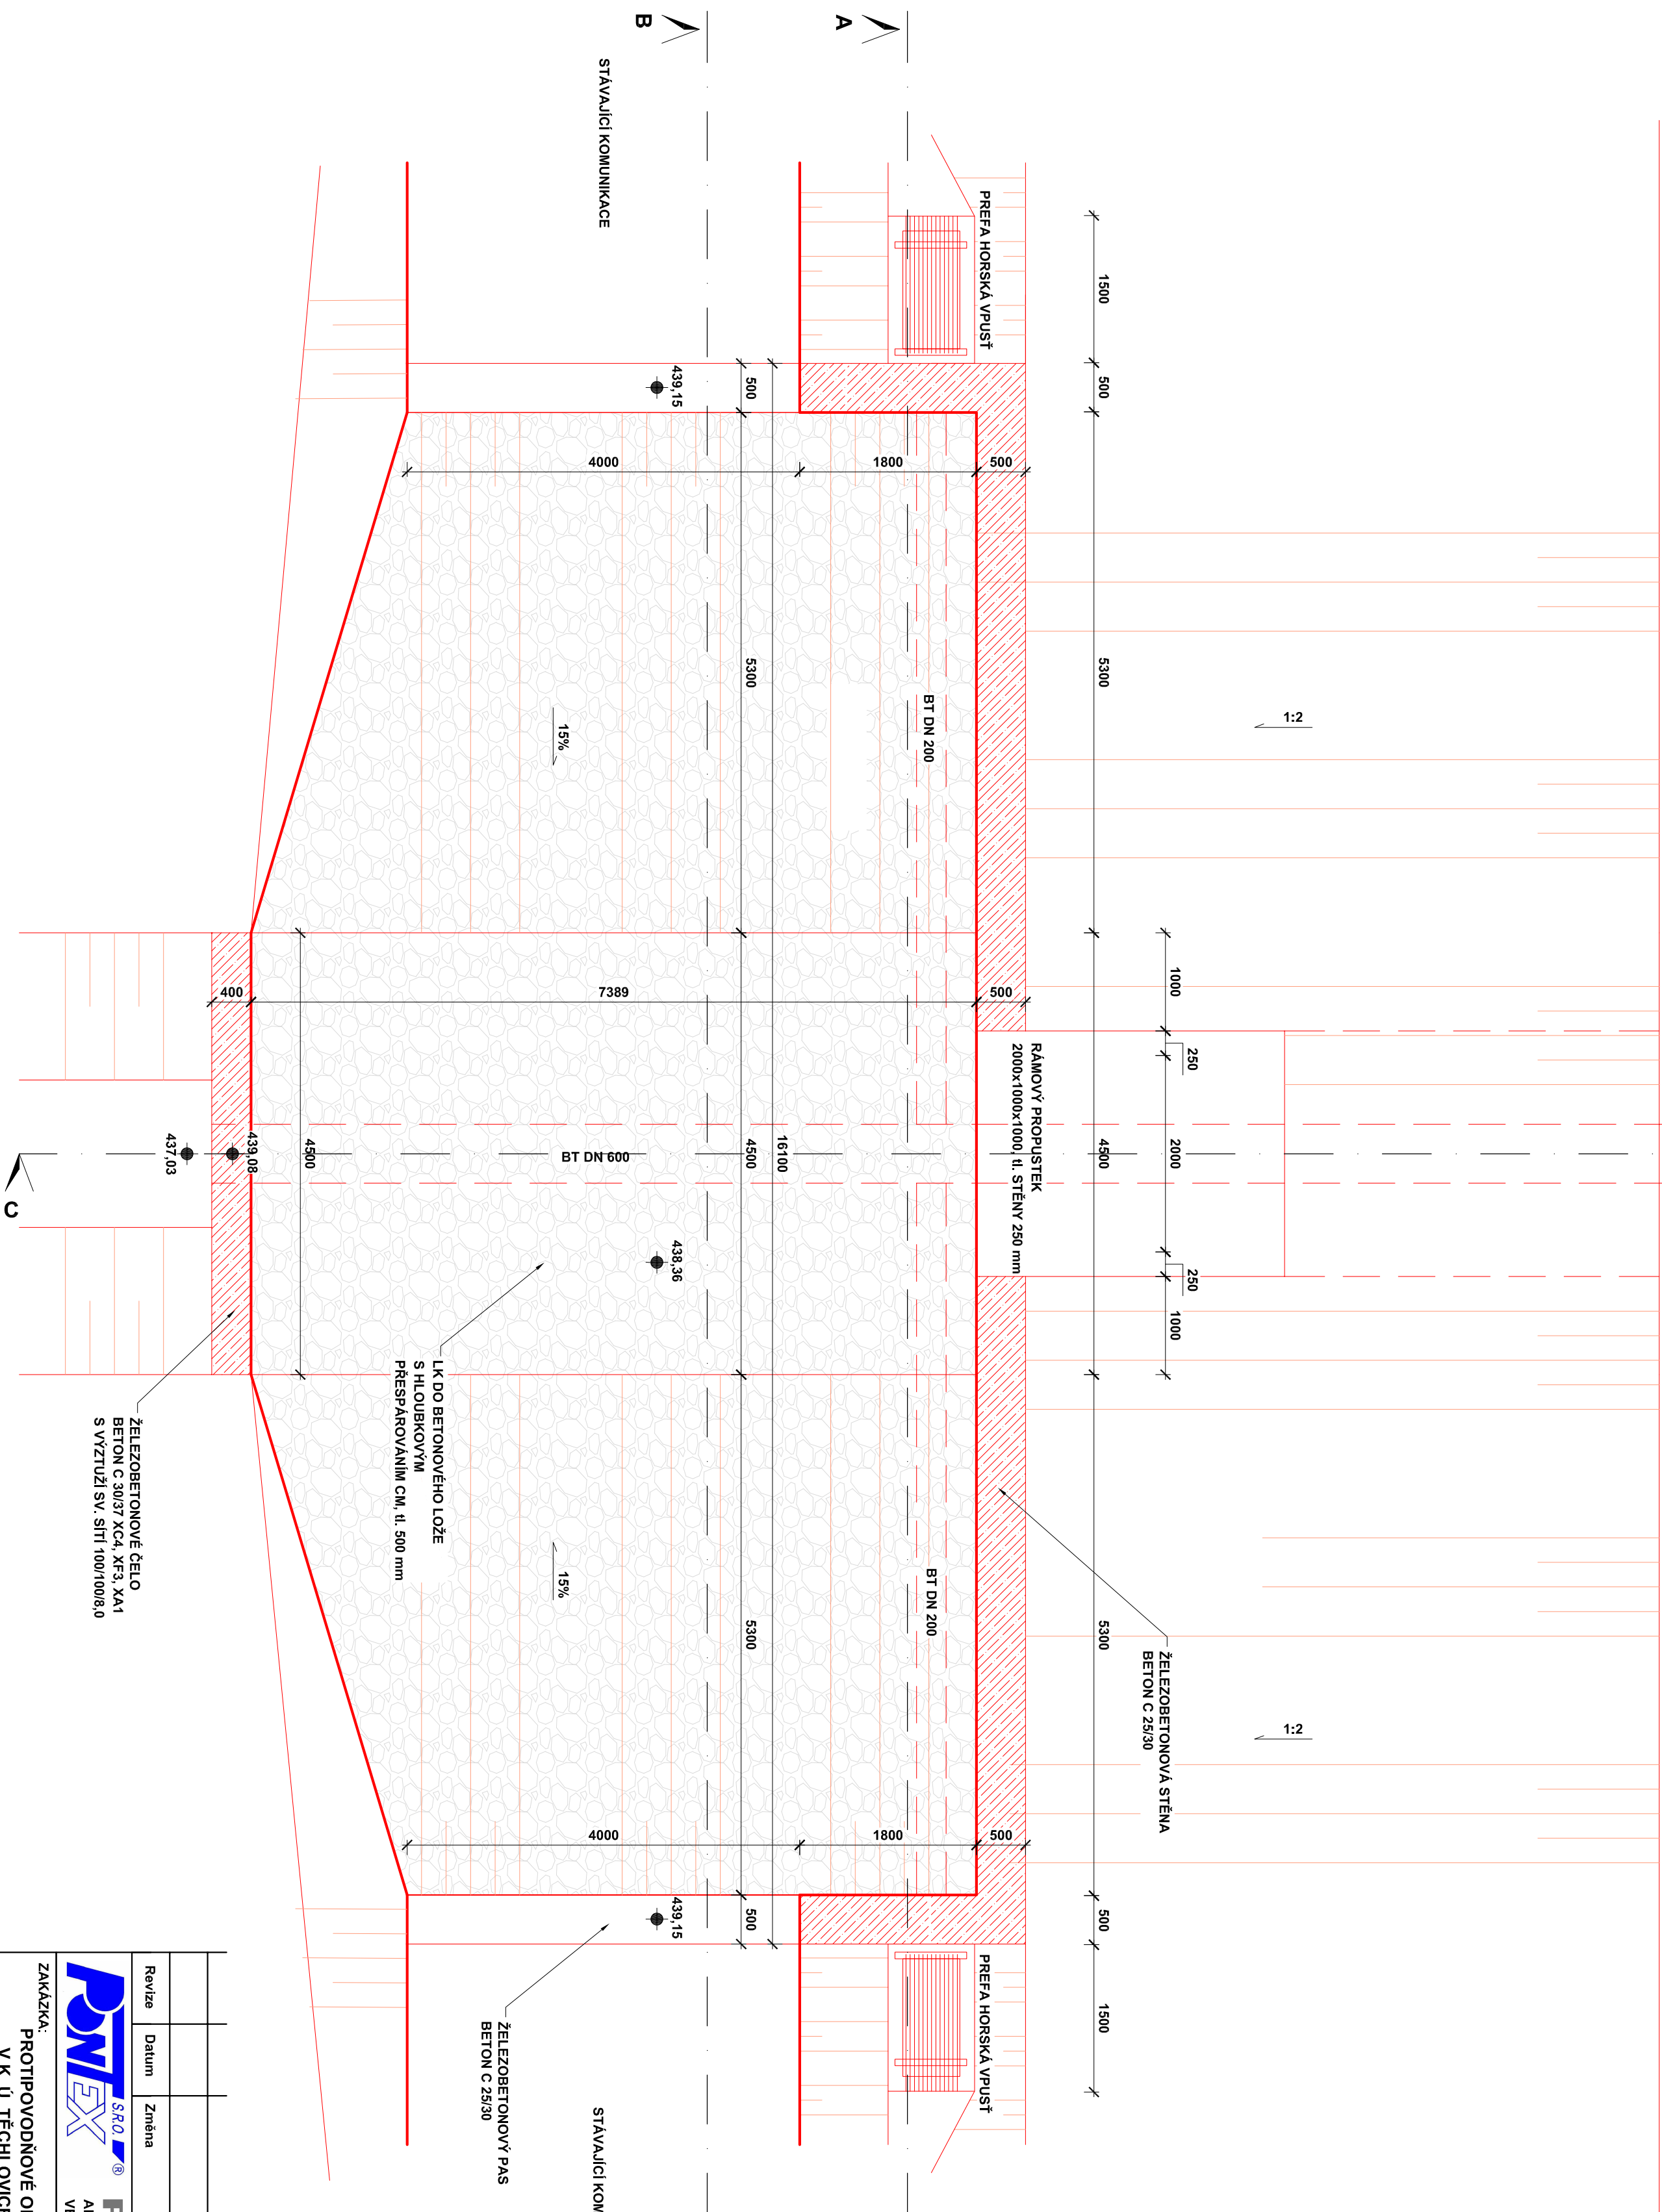 B
A
STÁVAJÍCÍ KOMUNIKACE
PREFA HORSKÁ VPUSŤ
1500
500
5300
4500
5300
500
1500
1:2
1:2
1000
250
2000
250
1000
439,15
500
5300
4500
5300
500
16100
439,15
4000
1800
500
BT DN 200
15%
400
7389
500
RÁMOVÝ PROPUSTEK
2000x1000x1000, tl. STĚNY 250 mm
437,03
439,08
4500
BT DN 600
438,36
C
LK DO BETONOVÉHO LOŽE
S HLOUBKOVÝM
PŘESPÁROVÁNÍM CM, tl. 500 mm
ŽELEZOBETONOVÉ ČELO
BETON C 30/37 XC4, XF3, XA1
S VÝZTUŽÍ SV. SÍTÍ 100/100/8,0
15%
BT DN 200
ŽELEZOBETONOVÁ STĚNA
BETON C 25/30
4000
1800
500
PREFA HORSKÁ VPUSŤ
ŽELEZOBETONOVÝ PAS
BETON C 25/30
STÁVAJÍCÍ KOM
Revize Datum Změna
PONTEX S.R.O. ®
ZAKÁZKA:
PROTIPOVODŇOVÉ
V K. Ú. TĚCHLOVIC